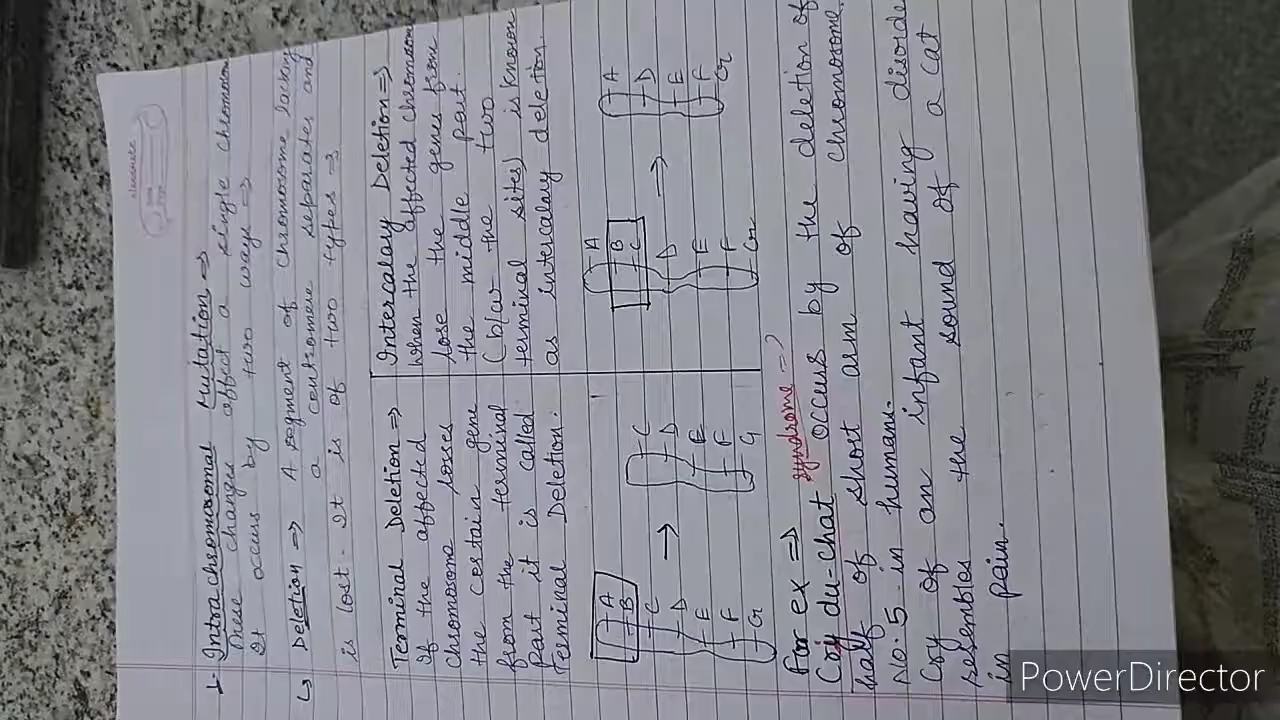 Intrachromosomal Mutation ⇒
These changes affect a single chromosom
It occurs by two ways ⇒
↳ Deletion ⇒ A segment of chromosome lacking
a centromere separates and
is lost. It is of two types ⇒
Terminal Deletion ⇒
If the affected
chromosome losses
the certain gene
from the terminal
Part it is called
Terminal Deletion.
A
B
C
D
E
F
G
→
C
D
E
F
G
Intercalary Deletion ⇒
When the affected chromosom
lose the genes from
the middle part.
(b/w the two
terminal sites) is known
as intercalary deletion.
A
B
C
D
E
F
G
→
A
D
E
F
G
For ex ⇒
Cry du-chat syndrome ⇒ occurs by the deletion of
half of short arm of chromosome
No. 5 in humans.
Cry of an infant having disorde
resembles the sound of a cat
in pain.
PowerDirector